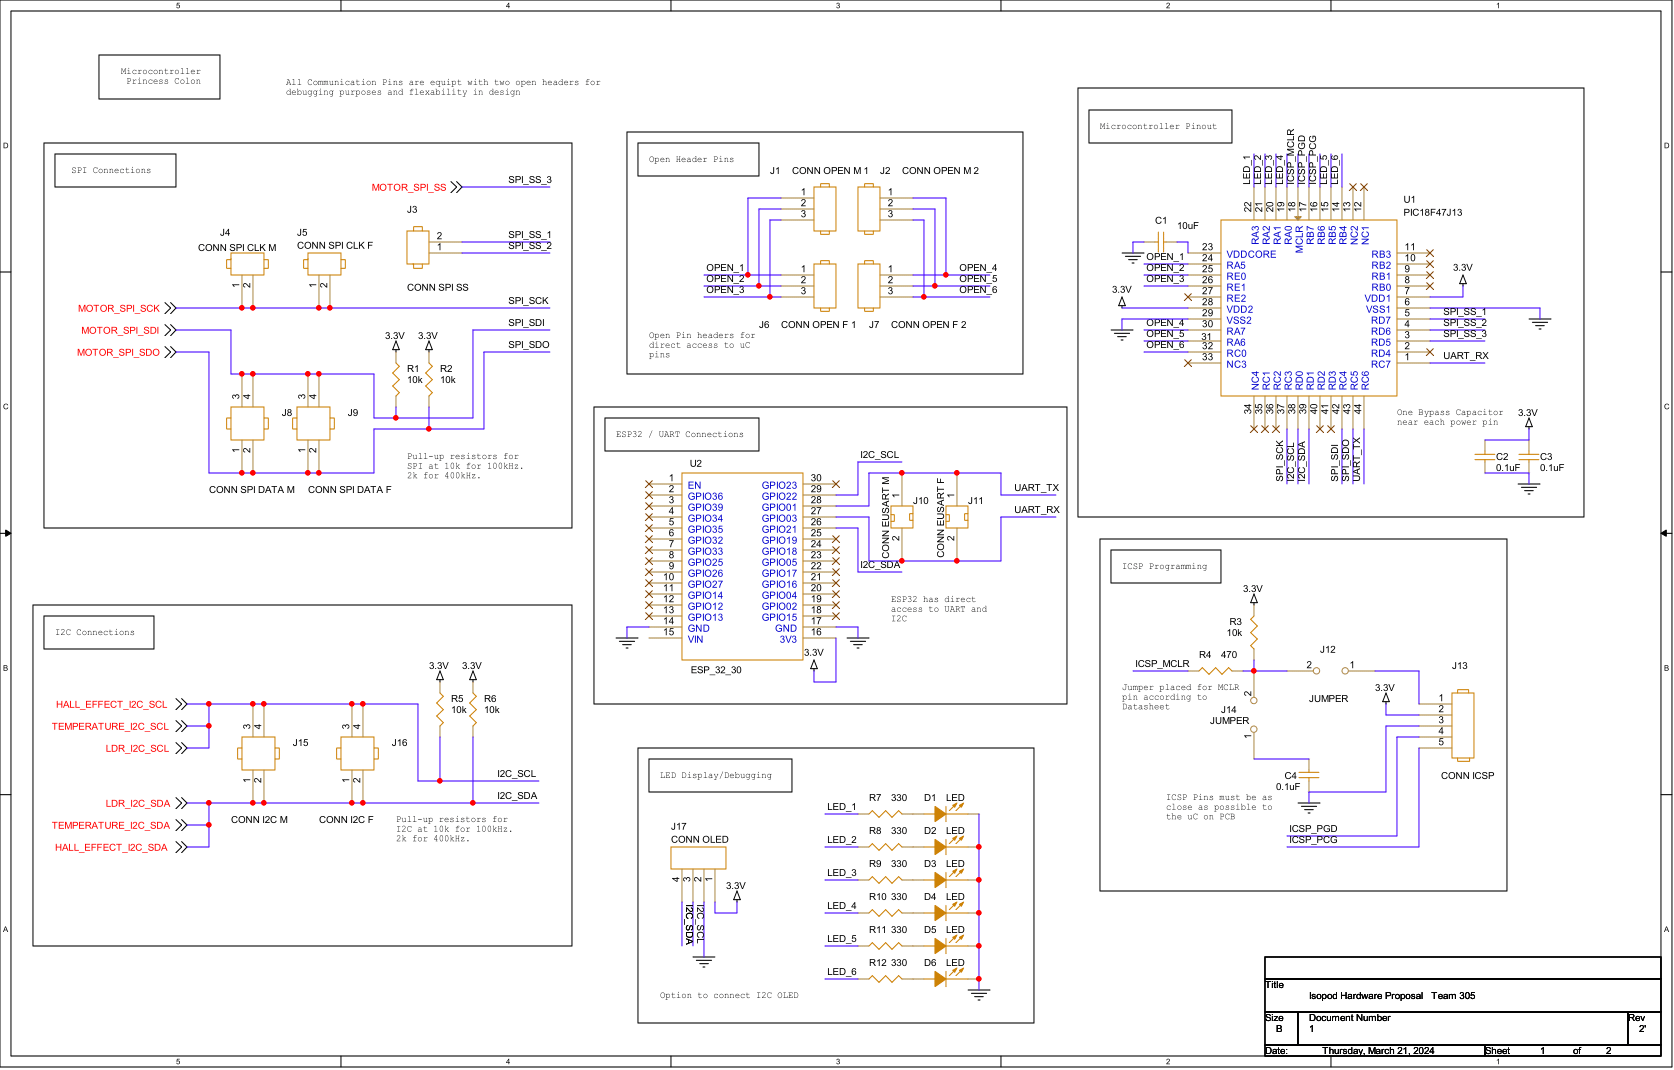 5 4 3 2 1
D
C
B
A
Microcontroller
Princess Colon
All Communication Pins are equipt with two open headers for
debugging purposes and flexability in design
SPI Connections
MOTOR_SPI_SS
SPI_SS_3
J3
2
1
SPI_SS_1
SPI_SS_2
CONN SPI SS
J4
CONN SPI CLK M
1 2
J5
CONN SPI CLK F
1 2
MOTOR_SPI_SCK
SPI_SCK
MOTOR_SPI_SDI
SPI_SDI
MOTOR_SPI_SDO
SPI_SDO
3.3V 3.3V
R1
10k
R2
10k
3 4
3 4
J8
J9
1 2
1 2
CONN SPI DATA M
CONN SPI DATA F
Pull-up resistors for
SPI at 10k for 100kHz.
2k for 400kHz.
I2C Connections
3.3V 3.3V
R5
10k
R6
10k
HALL_EFFECT_I2C_SCL
TEMPERATURE_I2C_SCL
LDR_I2C_SCL
3 4
3 4
J15
J16
1 2
1 2
I2C_SCL
I2C_SDA
LDR_I2C_SDA
TEMPERATURE_I2C_SDA
HALL_EFFECT_I2C_SDA
CONN I2C M
CONN I2C F
Pull-up resistors for
I2C at 10k for 100kHz.
2k for 400kHz.
Open Header Pins
J1 CONN OPEN M 1
J2 CONN OPEN M 2
1
2
3
1
2
3
OPEN_1
OPEN_2
OPEN_3
1
2
3
1
2
3
OPEN_4
OPEN_5
OPEN_6
J6 CONN OPEN F 1
J7 CONN OPEN F 2
Open Pin headers for
direct access to uC
pins
ESP32 / UART Connections
U2
1 EN
2 GPIO36
3 GPIO39
4 GPIO34
5 GPIO35
6 GPIO32
7 GPIO33
8 GPIO25
9 GPIO26
10 GPIO27
11 GPIO14
12 GPIO12
13 GPIO13
14 GND
15 VIN
GPIO23 30
GPIO22 29
GPIO01 28
GPIO03 27
GPIO21 26
GPIO19 25
GPIO18 24
GPIO05 23
GPIO17 22
GPIO16 21
GPIO04 20
GPIO02 19
GPIO15 18
GND 17
3V3 16
ESP_32_30
3.3V
I2C_SCL
I2C_SDA
CONN EUSART M
1
2
J10
CONN EUSART F
1
2
J11
UART_TX
UART_RX
ESP32 has direct
access to UART and
I2C
LED Display/Debugging
J17
CONN OLED
4 3 2 1
I2C_SDA
I2C_SCL
3.3V
Option to connect I2C OLED
LED_1 R7 330 D1 LED
LED_2 R8 330 D2 LED
LED_3 R9 330 D3 LED
LED_4 R10 330 D4 LED
LED_5 R11 330 D5 LED
LED_6 R12 330 D6 LED
Microcontroller Pinout
U1
PIC18F47J13
LED_1
LED_2
LED_3
LED_4
ICSP_MCLR
ICSP_PGD
ICSP_PCG
LED_5
LED_6
22 21 20 19 18 17 16 15 14 13 12
RA3 RA2 RA1 RA0 MCLR RB7 RB6 RB5 RB4 NC2 NC1
C1
10uF
23 VDDCORE
OPEN_1 24 RA5
OPEN_2 25 RE0
OPEN_3 26 RE1
27 RE2
3.3V 28 VDD2
29 VSS2
OPEN_4 30 RA7
OPEN_5 31 RA6
OPEN_6 32 RC0
33 NC3
RB3 11
RB2 10
RB1 9
RB0 8
VDD1 7 3.3V
VSS1 6
RD7 5 SPI_SS_1
RD6 4 SPI_SS_2
RD5 3 SPI_SS_3
RD4 2
RC7 1 UART_RX
NC4 RC1 RC2 RC3 RD0 RD1 RD2 RD3 RC4 RC5 RC6
34 35 36 37 38 39 40 41 42 43 44
SPI_SCK
I2C_SCL
I2C_SDA
SPI_SDI
SPI_SDO
UART_TX
One Bypass Capacitor
near each power pin
3.3V
C2
0.1uF
C3
0.1uF
ICSP Programming
3.3V
R3
10k
ICSP_MCLR
R4 470
J12
2 1
JUMPER
J13
Jumper placed for MCLR
pin according to
Datasheet
2
J14
JUMPER
1
3.3V
1
2
3
4
5
CONN ICSP
C4
0.1uF
ICSP Pins must be as
close as possible to
the uC on PCB
ICSP_PGD
ICSP_PCG
Title
Isopod Hardware Proposal Team 305
Size
B
Document Number
1
Rev
2'
Date: Thursday, March 21, 2024 Sheet 1 of 2
D
C
B
A
5 4 3 2 1